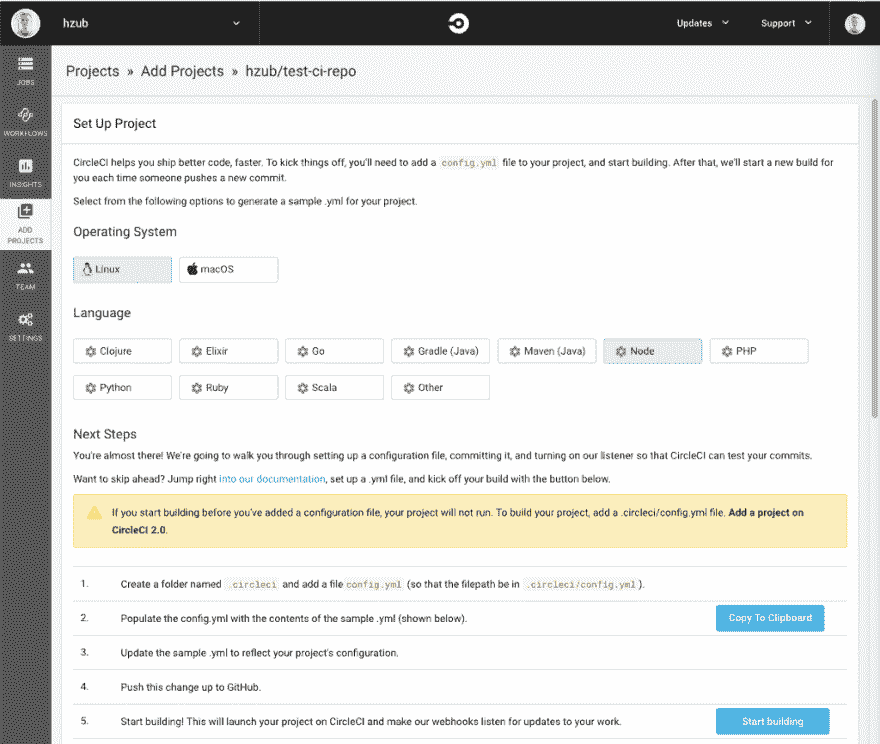 hzub
Updates
Support
JOBS
WORKFLOWS
INSIGHTS
ADD
PROJECTS
TEAM
SETTINGS
Projects » Add Projects » hzub/test-ci-repo
Set Up Project
CircleCI helps you ship better code, faster. To kick things off, you'll need to add a config.yml file to your project, and start building. After that, we'll start a new build for
you each time someone pushes a new commit.
Select from the following options to generate a sample .yml for your project.
Operating System
Linux
macOS
Language
Clojure
Elixir
Go
Gradle (Java)
Maven (Java)
Node
PHP
Python
Ruby
Scala
Other
Next Steps
You're almost there! We're going to walk you through setting up a configuration file, committing it, and turning on our listener so that CircleCI can test your commits.
Want to skip ahead? Jump right into our documentation, set up a .yml file, and kick off your build with the button below.
If you start building before you've added a configuration file, your project will not run. To build your project, add a .circleci/config.yml file. Add a project on
CircleCI 2.0.
1. Create a folder named .circleci and add a file config.yml (so that the filepath be in .circleci/config.yml ).
2. Populate the config.yml with the contents of the sample .yml (shown below).
Copy To Clipboard
3. Update the sample .yml to reflect your project's configuration.
4. Push this change up to GitHub.
5. Start building! This will launch your project on CircleCI and make our webhooks listen for updates to your work.
Start building